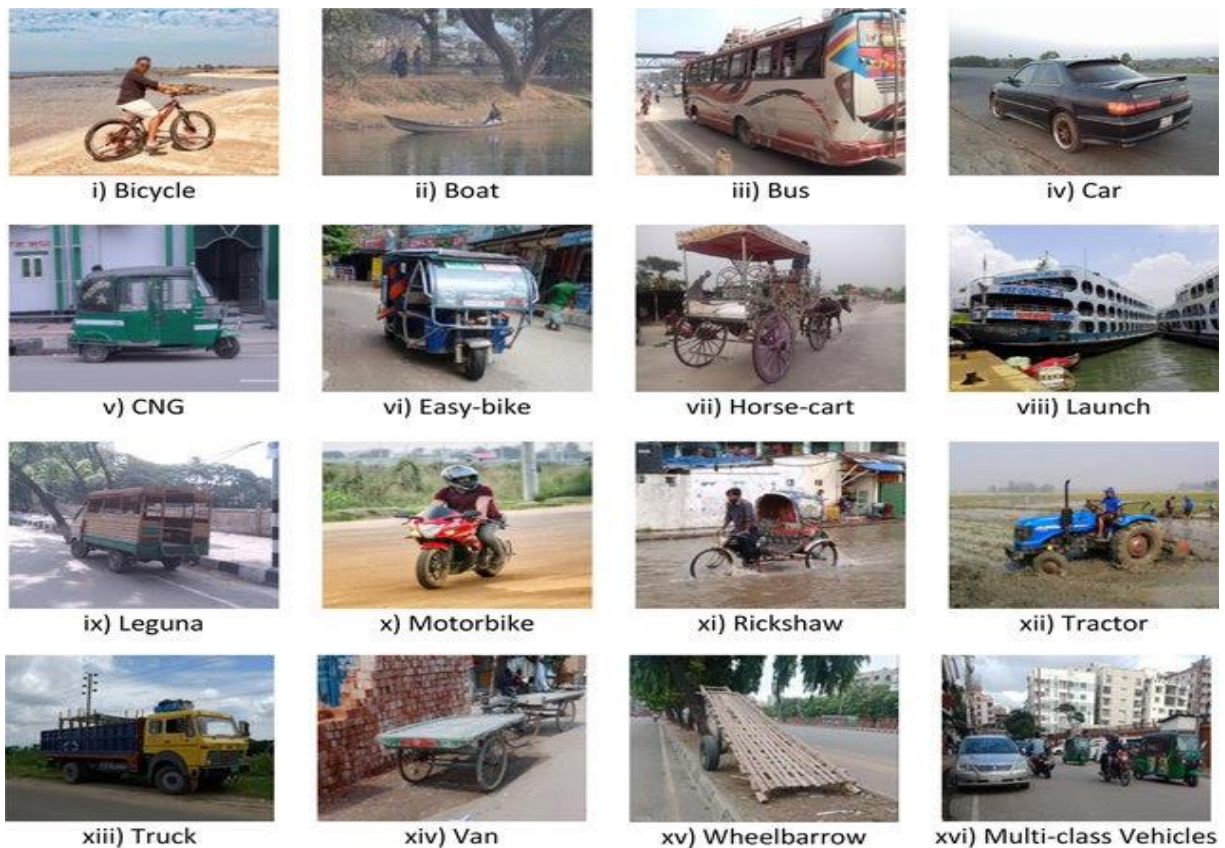 i) Bicycle
ii) Boat
iii) Bus
iv) Car
v) CNG
vi) Easy-bike
vii) Horse-cart
viii) Launch
ix) Leguna
x) Motorbike
xi) Rickshaw
xii) Tractor
xiii) Truck
xiv) Van
xv) Wheelbarrow
xvi) Multi-class Vehicles